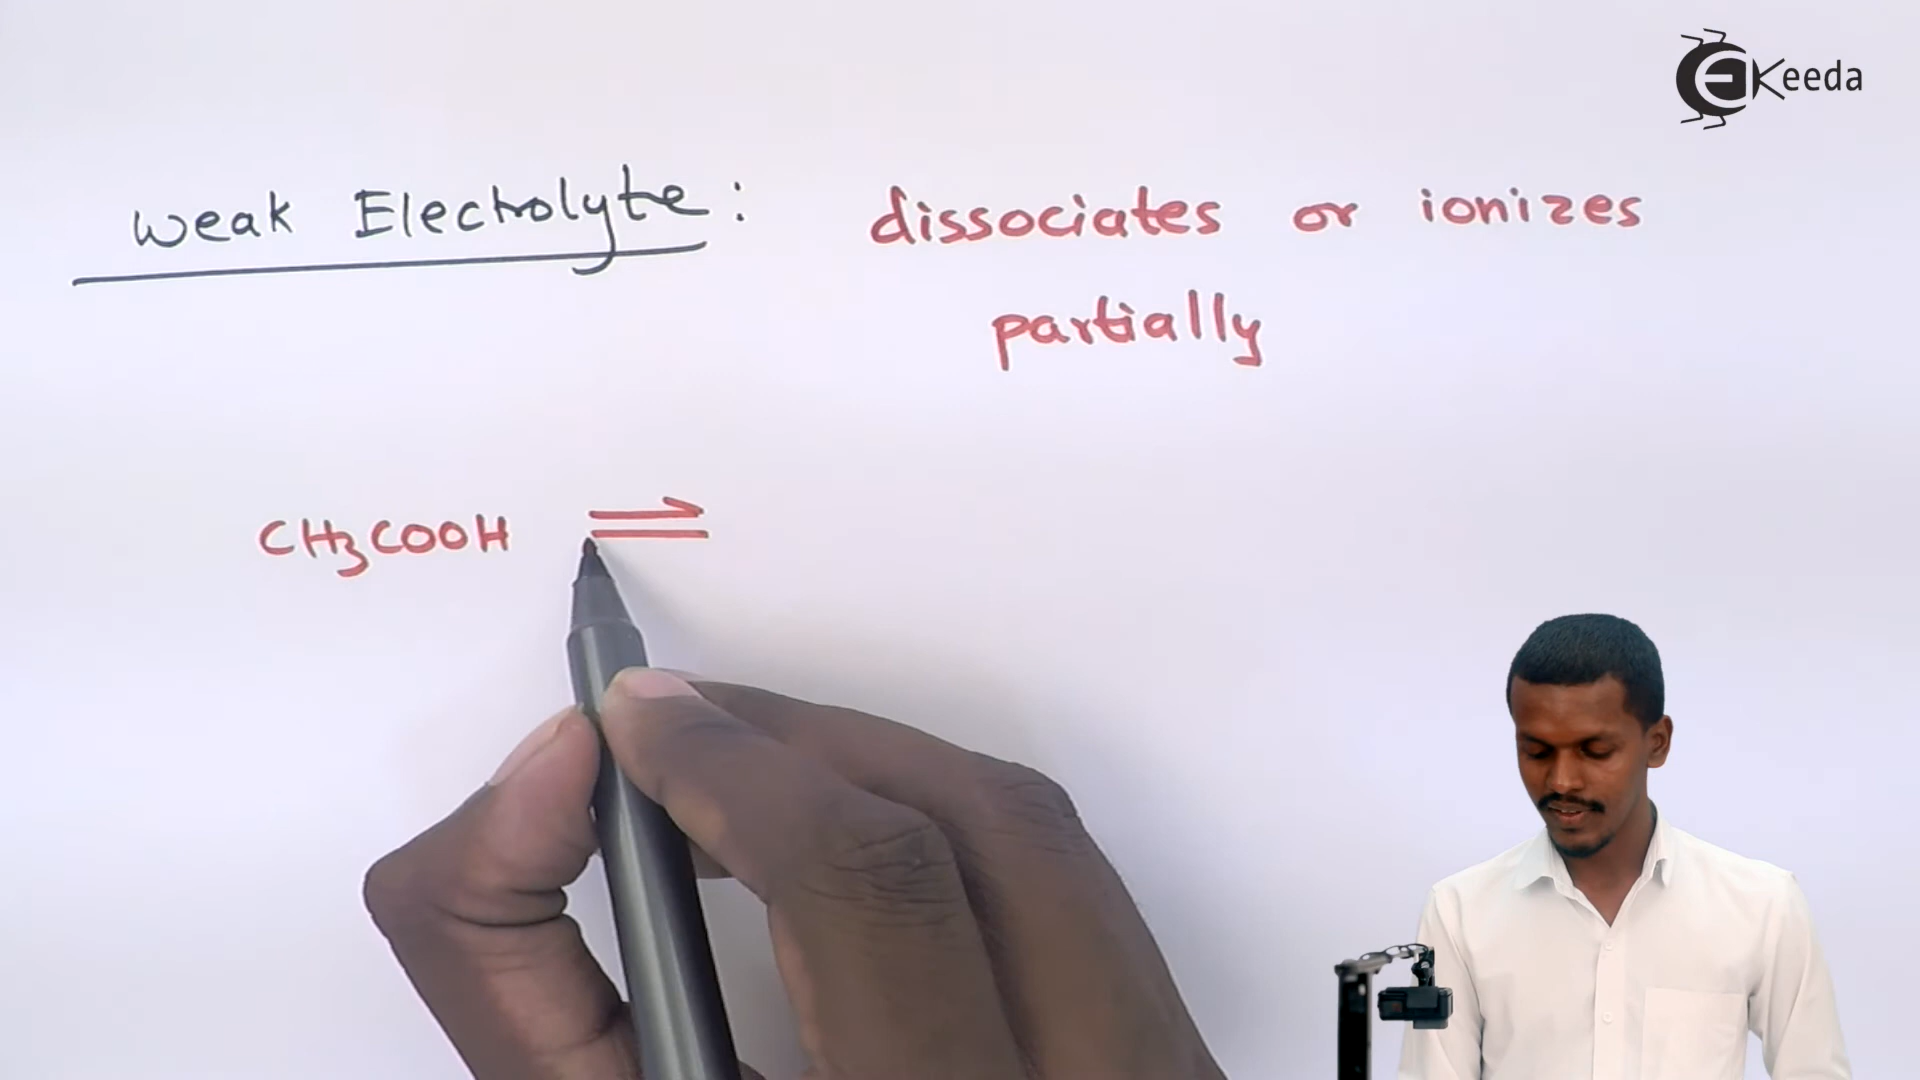 Keeda
Weak Electrolyte : dissociates or ionizes
partially
CH3COOH ⇌